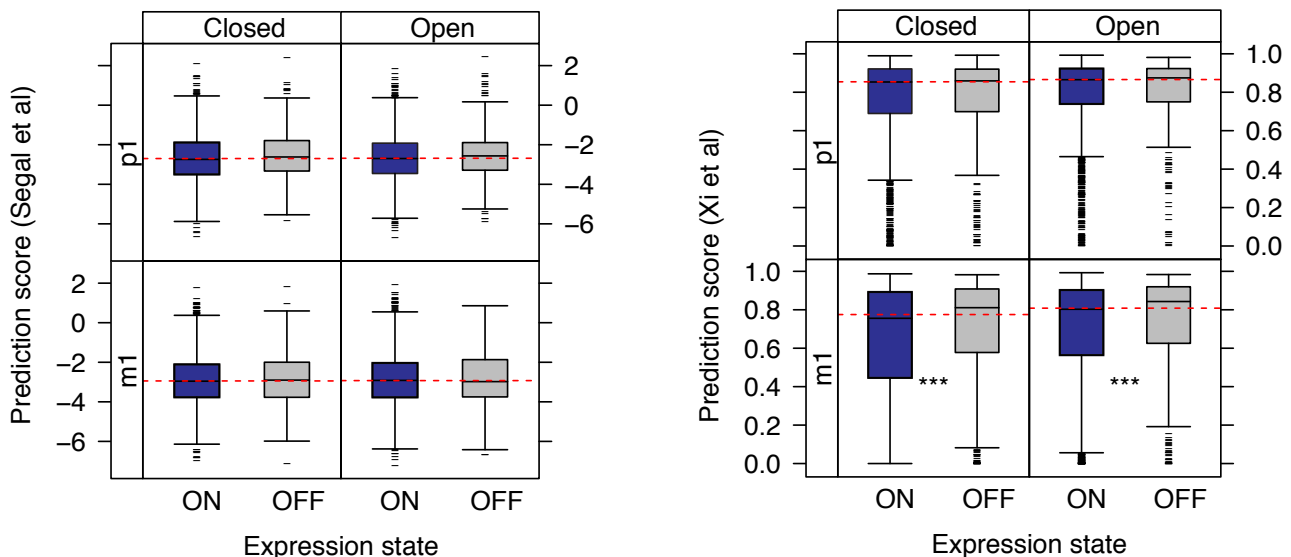 Closed Open
Prediction score (Segal et al)
p1
2
0
−2
−4
−6
m1
2
0
−2
−4
−6
ON OFF ON OFF
Expression state
Closed Open
Prediction score (Xi et al)
p1
1.0
0.8
0.6
0.4
0.2
0.0
m1
1.0
0.8
0.6
0.4
0.2
0.0
*** ***
ON OFF ON OFF
Expression state